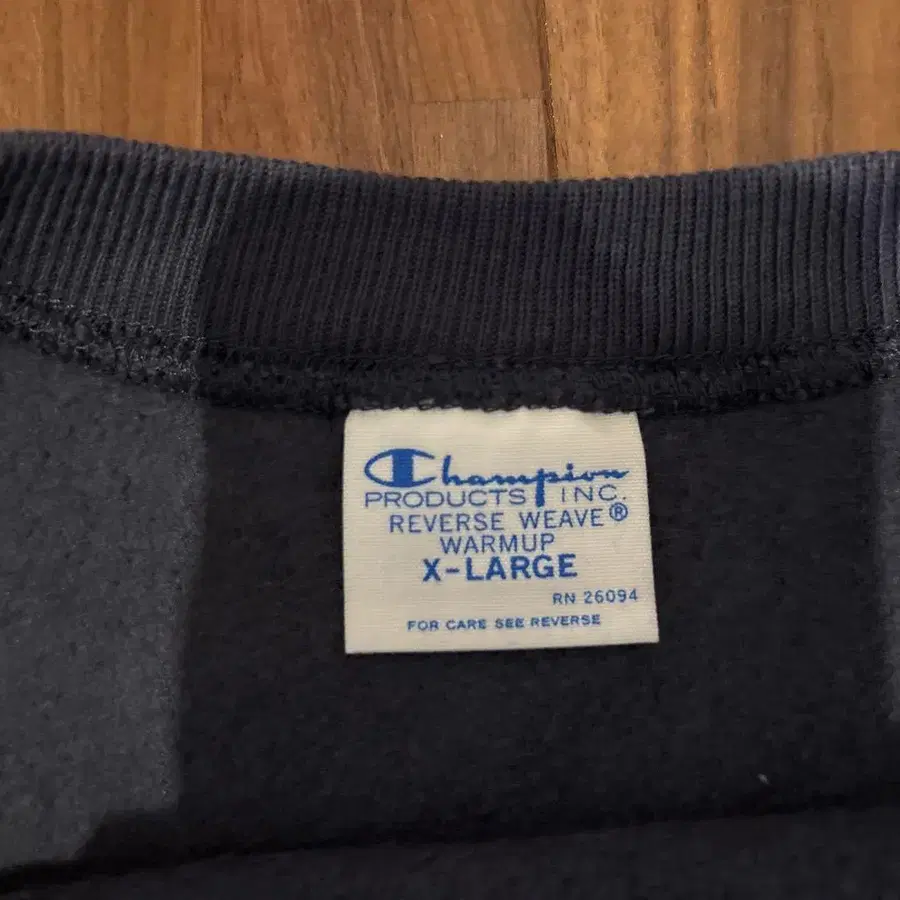 Champion
PRODUCTS INC.
REVERSE WEAVE®
WARMUP
X-LARGE
RN 26094
FOR CARE SEE REVERSE